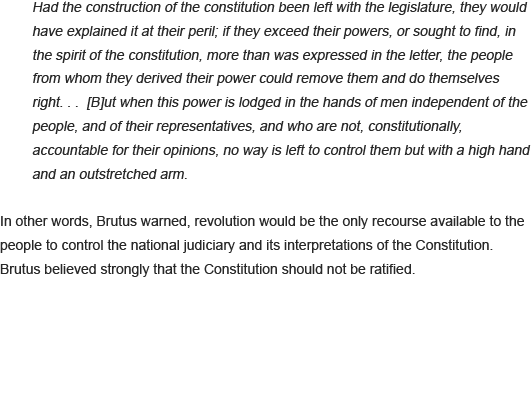 Had the construction of the constitution been left with the legislature, they would
have explained it at their peril; if they exceed their powers, or sought to find, in
the spirit of the constitution, more than was expressed in the letter, the people
from whom they derived their power could remove them and do themselves
right. . .  [B]ut when this power is lodged in the hands of men independent of the
people, and of their representatives, and who are not, constitutionally,
accountable for their opinions, no way is left to control them but with a high hand
and an outstretched arm.
In other words, Brutus warned, revolution would be the only recourse available to the
people to control the national judiciary and its interpretations of the Constitution.
Brutus believed strongly that the Constitution should not be ratified.